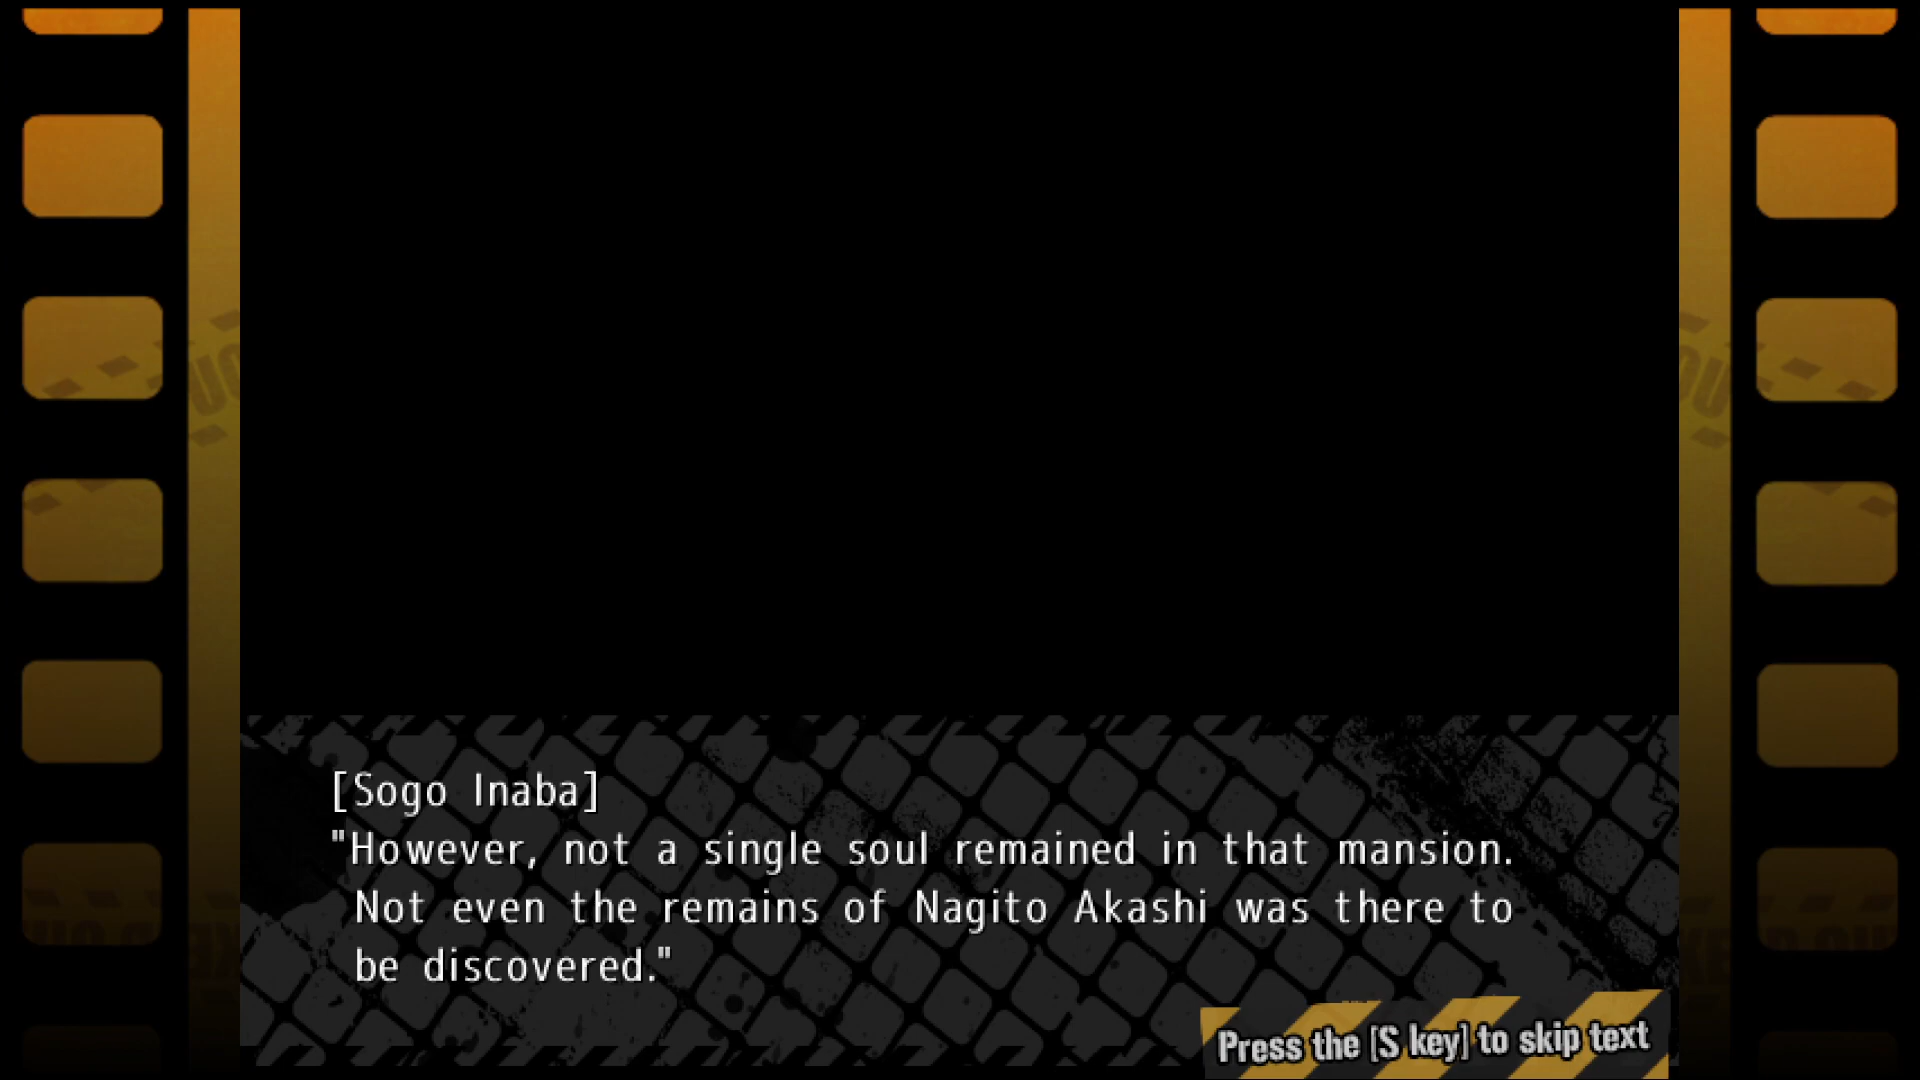 [Sogo Inaba]
"However, not a single soul remained in that mansion.
Not even the remains of Nagito Akashi was there to
be discovered."
Press the [S key] to skip text